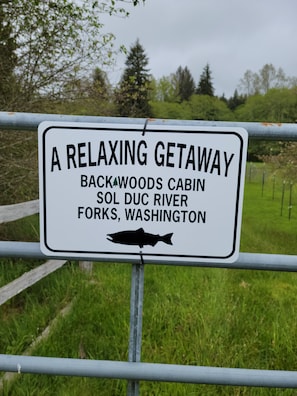 A RELAXING GETAWAY
BACKWOODS CABIN
SOL DUC RIVER
FORKS, WASHINGTON